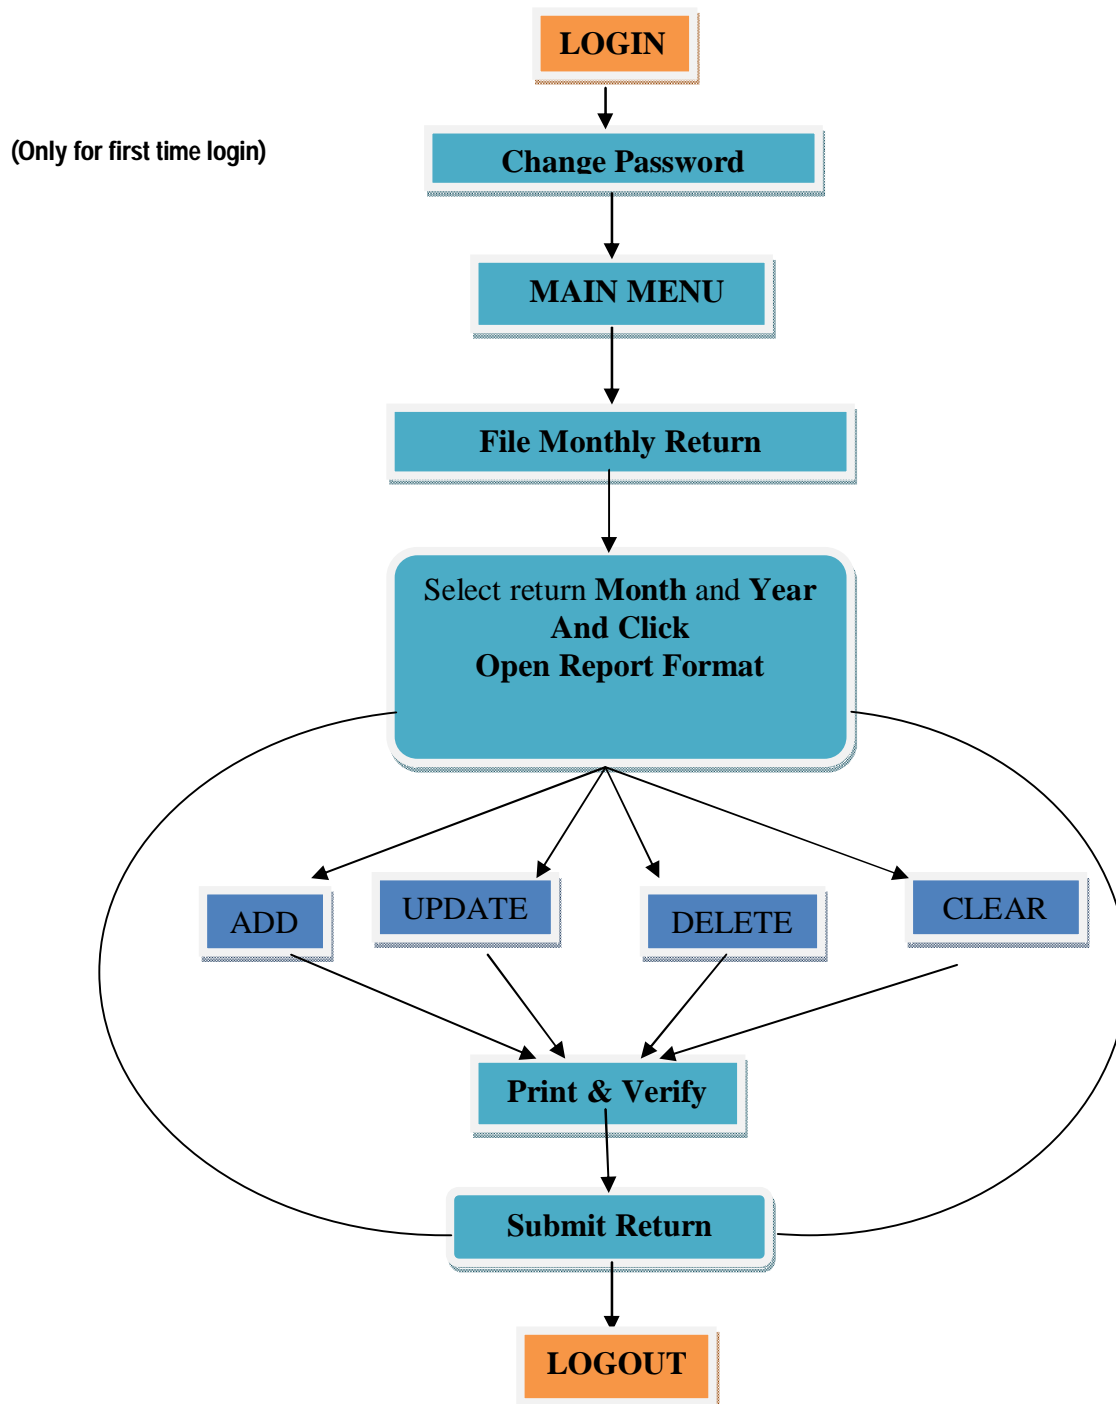 LOGIN
(Only for first time login)
Change Password
MAIN MENU
File Monthly Return
Select return Month and Year
And Click
Open Report Format
ADD
UPDATE
DELETE
CLEAR
Print & Verify
Submit Return
LOGOUT